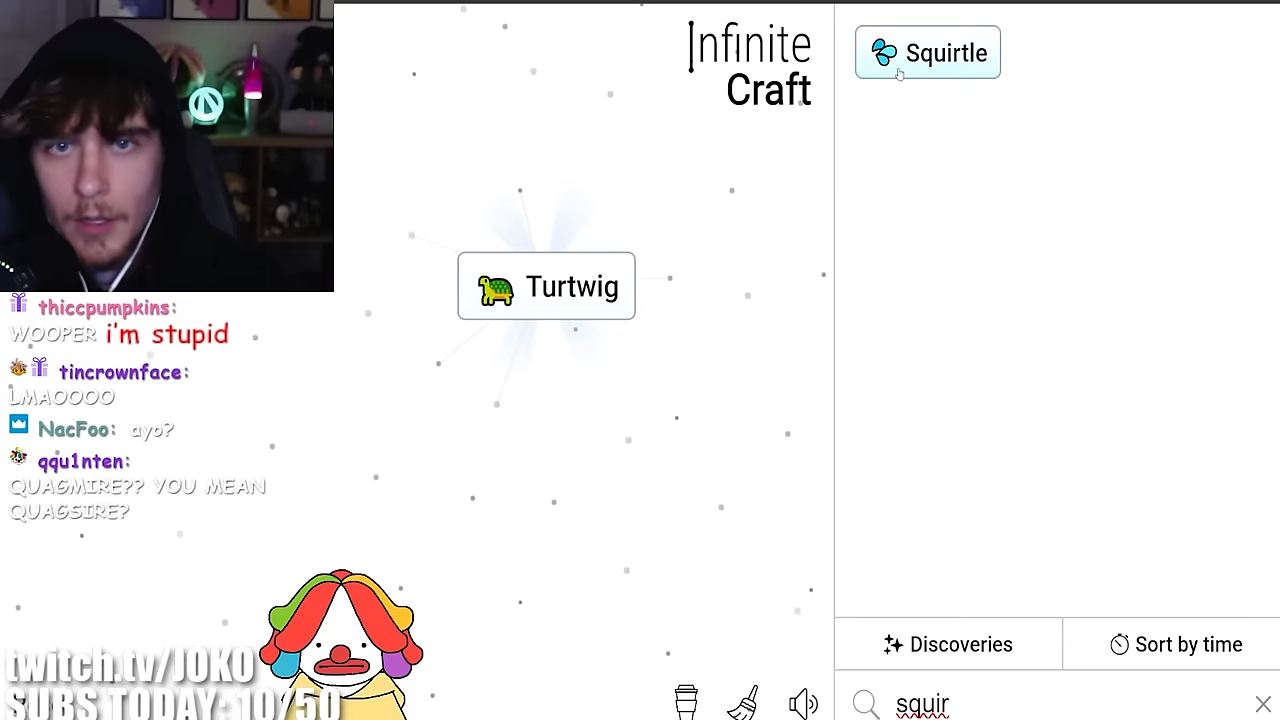 Infinite
Craft
Squirtle
Turtwig
thiccpumpkins:
WOOPER i'm stupid
tincrownface:
LMAOOOO
NacFoo: ayo?
qqu1nten:
QUAGMIRE?? YOU MEAN
QUAGSIRE?
twitch.tv/JOKO
SUBS TODAY: 10/50
Discoveries
Sort by time
squir